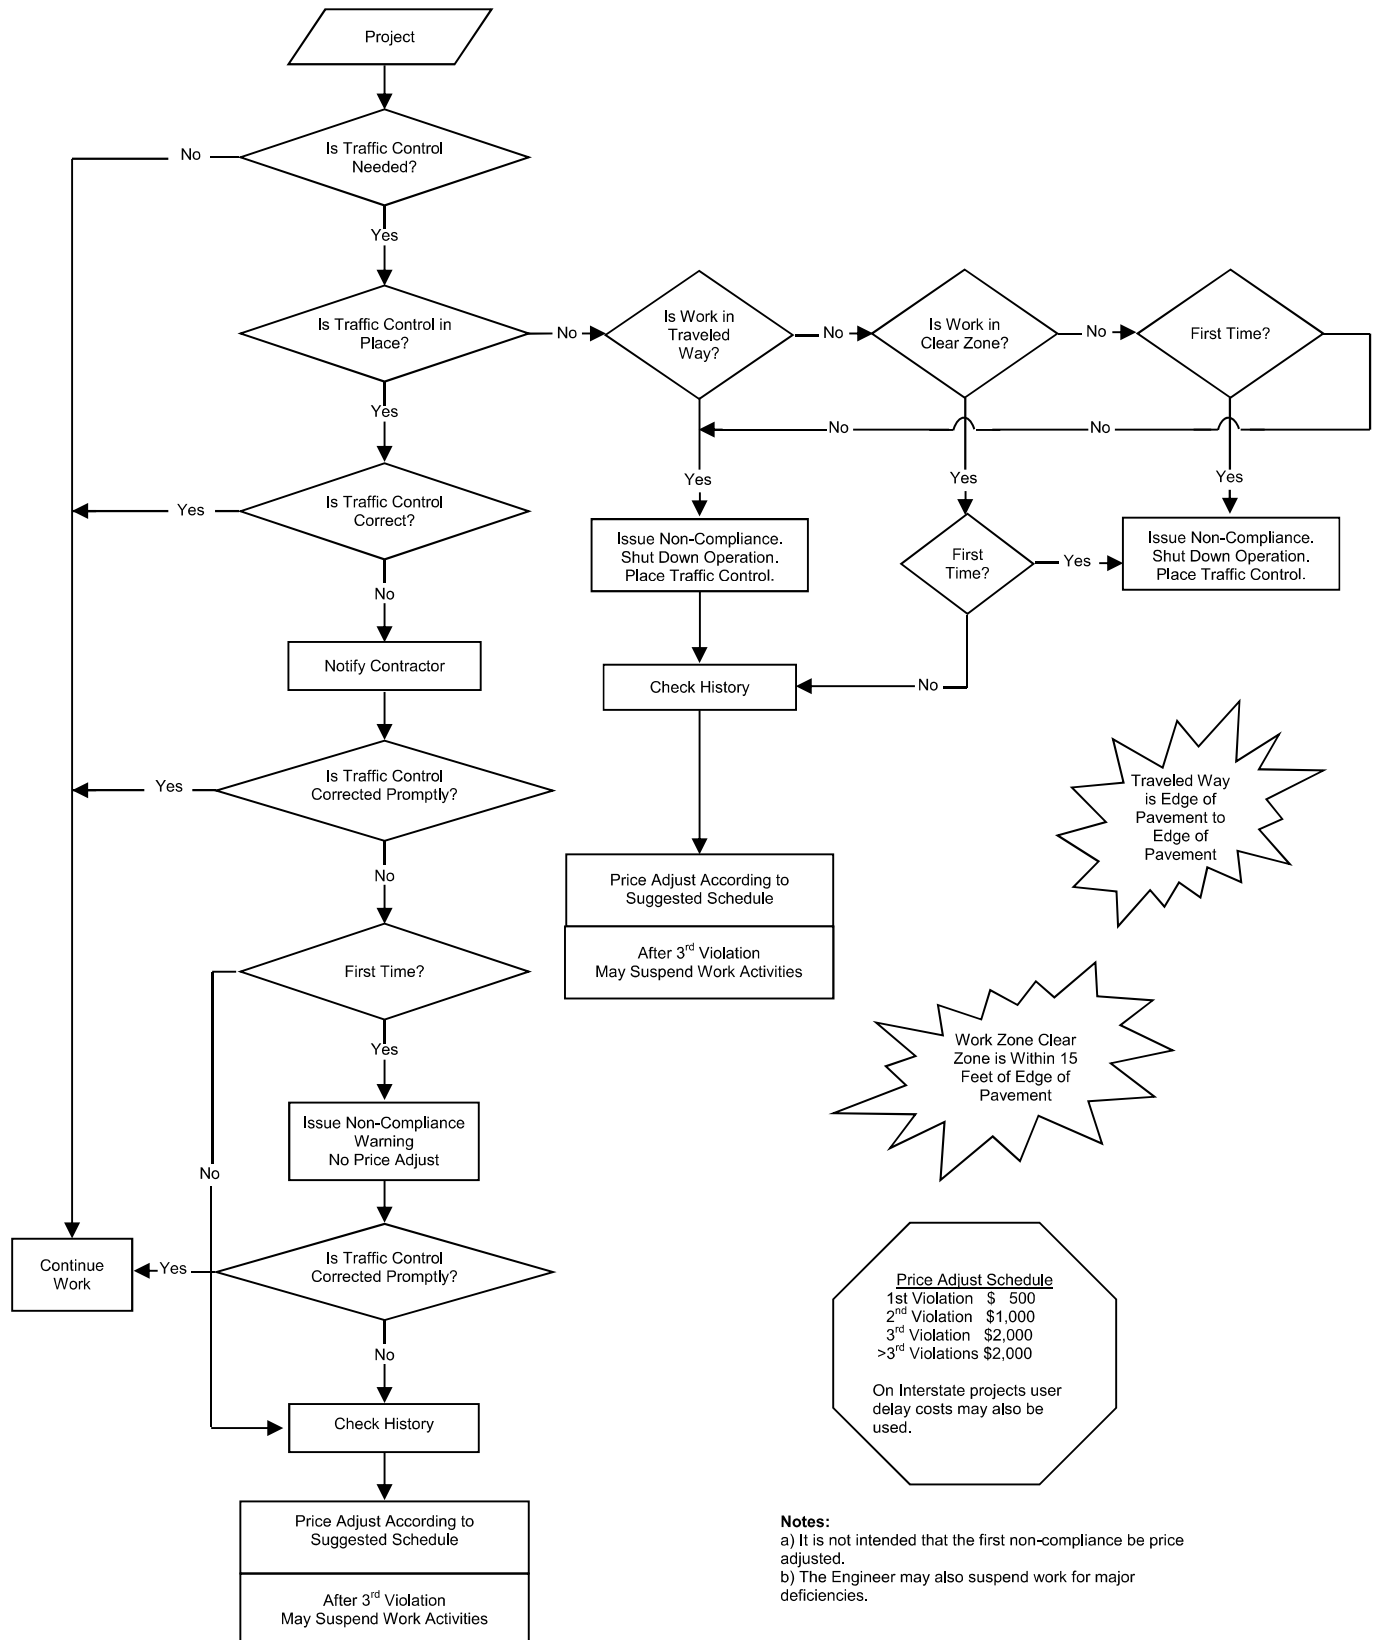 Project
Is Traffic Control
Needed?
No
Yes
Is Traffic Control in
Place?
No
Is Work in
Traveled
Way?
No
Is Work in
Clear Zone?
No
First Time?
Yes
No
No
Yes
Yes
Yes
Is Traffic Control
Correct?
Yes
Issue Non-Compliance.
Shut Down Operation.
Place Traffic Control.
First
Time?
Yes
Issue Non-Compliance.
Shut Down Operation.
Place Traffic Control.
No
Notify Contractor
Check History
No
Is Traffic Control
Corrected Promptly?
Yes
Traveled Way
is Edge of
Pavement to
Edge of
Pavement
No
Price Adjust According to
Suggested Schedule
After 3rd Violation
May Suspend Work Activities
First Time?
Yes
Work Zone Clear
Zone is Within 15
Feet of Edge of
Pavement
Issue Non-Compliance
Warning
No Price Adjust
No
Is Traffic Control
Corrected Promptly?
Yes
Continue
Work
No
Check History
Price Adjust Schedule
1st Violation $ 500
2nd Violation $1,000
3rd Violation $2,000
>3rd Violations $2,000
On Interstate projects user
delay costs may also be
used.
Price Adjust According to
Suggested Schedule
After 3rd Violation
May Suspend Work Activities
Notes:
a) It is not intended that the first non-compliance be price
adjusted.
b) The Engineer may also suspend work for major
deficiencies.